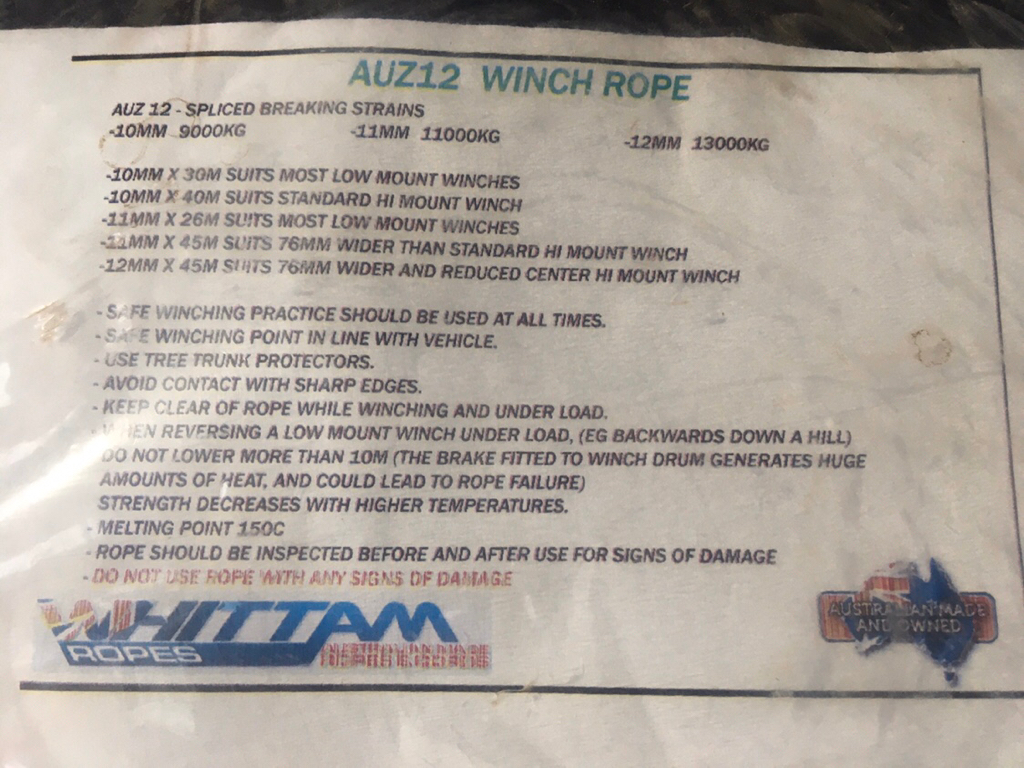 AUZ12 WINCH ROPE
AUZ 12 - SPLICED BREAKING STRAINS
-10MM 9000KG -11MM 11000KG -12MM 13000KG
-10MM X 30M SUITS MOST LOW MOUNT WINCHES
-10MM X 40M SUITS STANDARD HI MOUNT WINCH
-11MM X 26M SUITS MOST LOW MOUNT WINCHES
-11MM X 45M SUITS 76MM WIDER THAN STANDARD HI MOUNT WINCH
-12MM X 45M SUITS 76MM WIDER AND REDUCED CENTER HI MOUNT WINCH
- SAFE WINCHING PRACTICE SHOULD BE USED AT ALL TIMES.
- SAFE WINCHING POINT IN LINE WITH VEHICLE.
- USE TREE TRUNK PROTECTORS.
- AVOID CONTACT WITH SHARP EDGES.
- KEEP CLEAR OF ROPE WHILE WINCHING AND UNDER LOAD.
- WHEN REVERSING A LOW MOUNT WINCH UNDER LOAD, (EG BACKWARDS DOWN A HILL)
DO NOT LOWER MORE THAN 10M (THE BRAKE FITTED TO WINCH DRUM GENERATES HUGE
AMOUNTS OF HEAT, AND COULD LEAD TO ROPE FAILURE)
STRENGTH DECREASES WITH HIGHER TEMPERATURES.
- MELTING POINT 150C
- ROPE SHOULD BE INSPECTED BEFORE AND AFTER USE FOR SIGNS OF DAMAGE
- DO NOT USE ROPE WITH ANY SIGNS OF DAMAGE
WHITTAM
ROPES
AUSTRALIAN MADE
AND OWNED